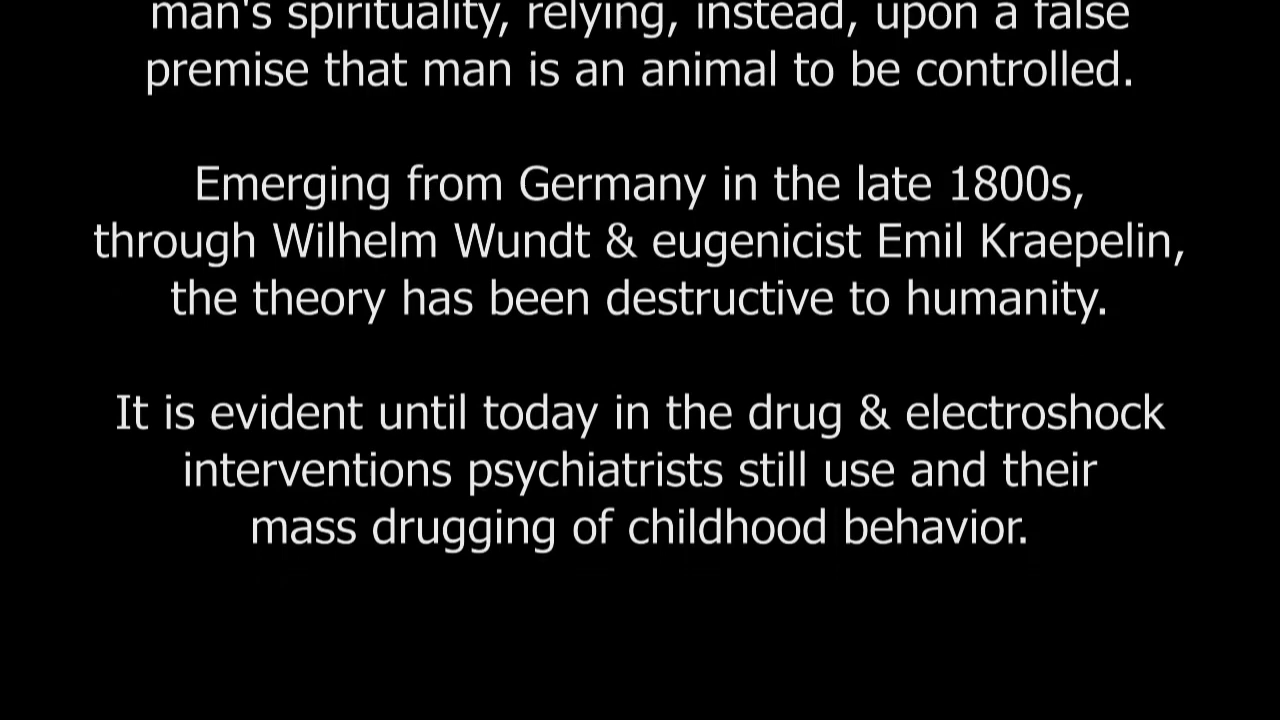 man's spirituality, relying, instead, upon a false
premise that man is an animal to be controlled.
Emerging from Germany in the late 1800s,
through Wilhelm Wundt & eugenicist Emil Kraepelin,
the theory has been destructive to humanity.
It is evident until today in the drug & electroshock
interventions psychiatrists still use and their
mass drugging of childhood behavior.